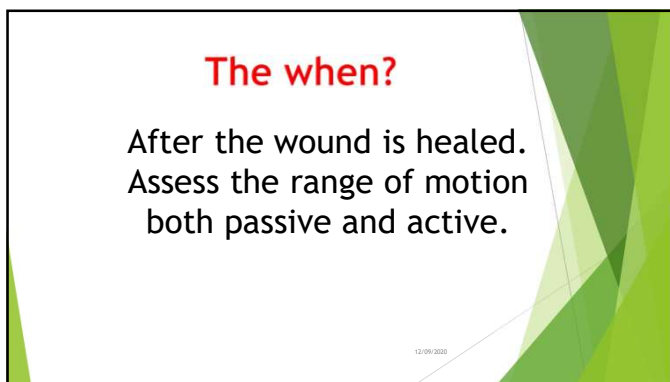 The when?
After the wound is healed.
Assess the range of motion
both passive and active.
12/09/2020